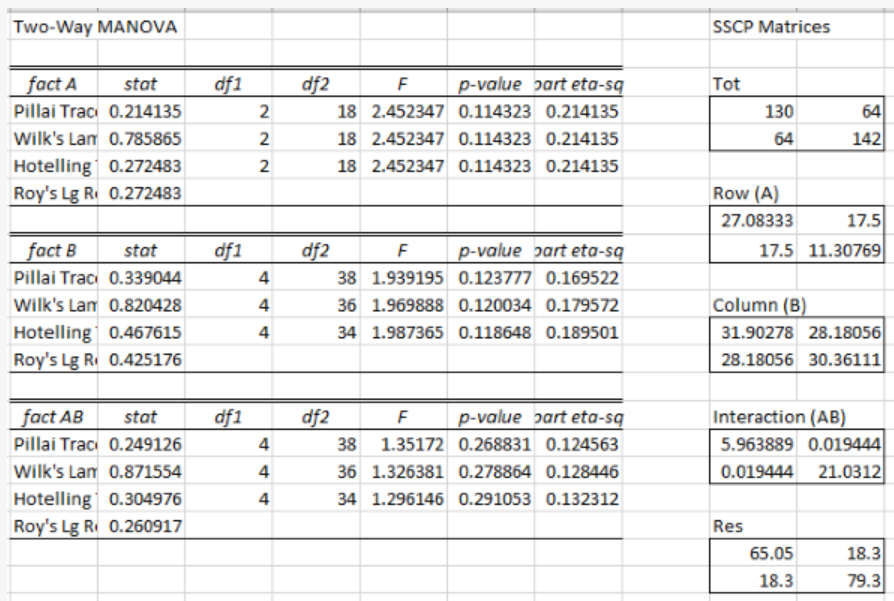 Two-Way MANOVA SSCP Matrices
fact A stat df1 df2 F p-value part eta-sq Tot
Pillai Trac 0.214135 2 18 2.452347 0.114323 0.214135 130 64
Wilk's Lam 0.785865 2 18 2.452347 0.114323 0.214135 64 142
Hotelling 0.272483 2 18 2.452347 0.114323 0.214135
Roy's Lg R 0.272483 Row (A)
27.08333 17.5
fact B stat df1 df2 F p-value part eta-sq 17.5 11.30769
Pillai Trac 0.339044 4 38 1.939195 0.123777 0.169522
Wilk's Lam 0.820428 4 36 1.969888 0.120034 0.179572 Column (B)
Hotelling 0.467615 4 34 1.987365 0.118648 0.189501 31.90278 28.18056
Roy's Lg R 0.425176 28.18056 30.36111
fact AB stat df1 df2 F p-value part eta-sq Interaction (AB)
Pillai Trac 0.249126 4 38 1.35172 0.268831 0.124563 5.963889 0.019444
Wilk's Lam 0.871554 4 36 1.326381 0.278864 0.128446 0.019444 21.0312
Hotelling 0.304976 4 34 1.296146 0.291053 0.132312
Roy's Lg R 0.260917 Res
65.05 18.3
18.3 79.3